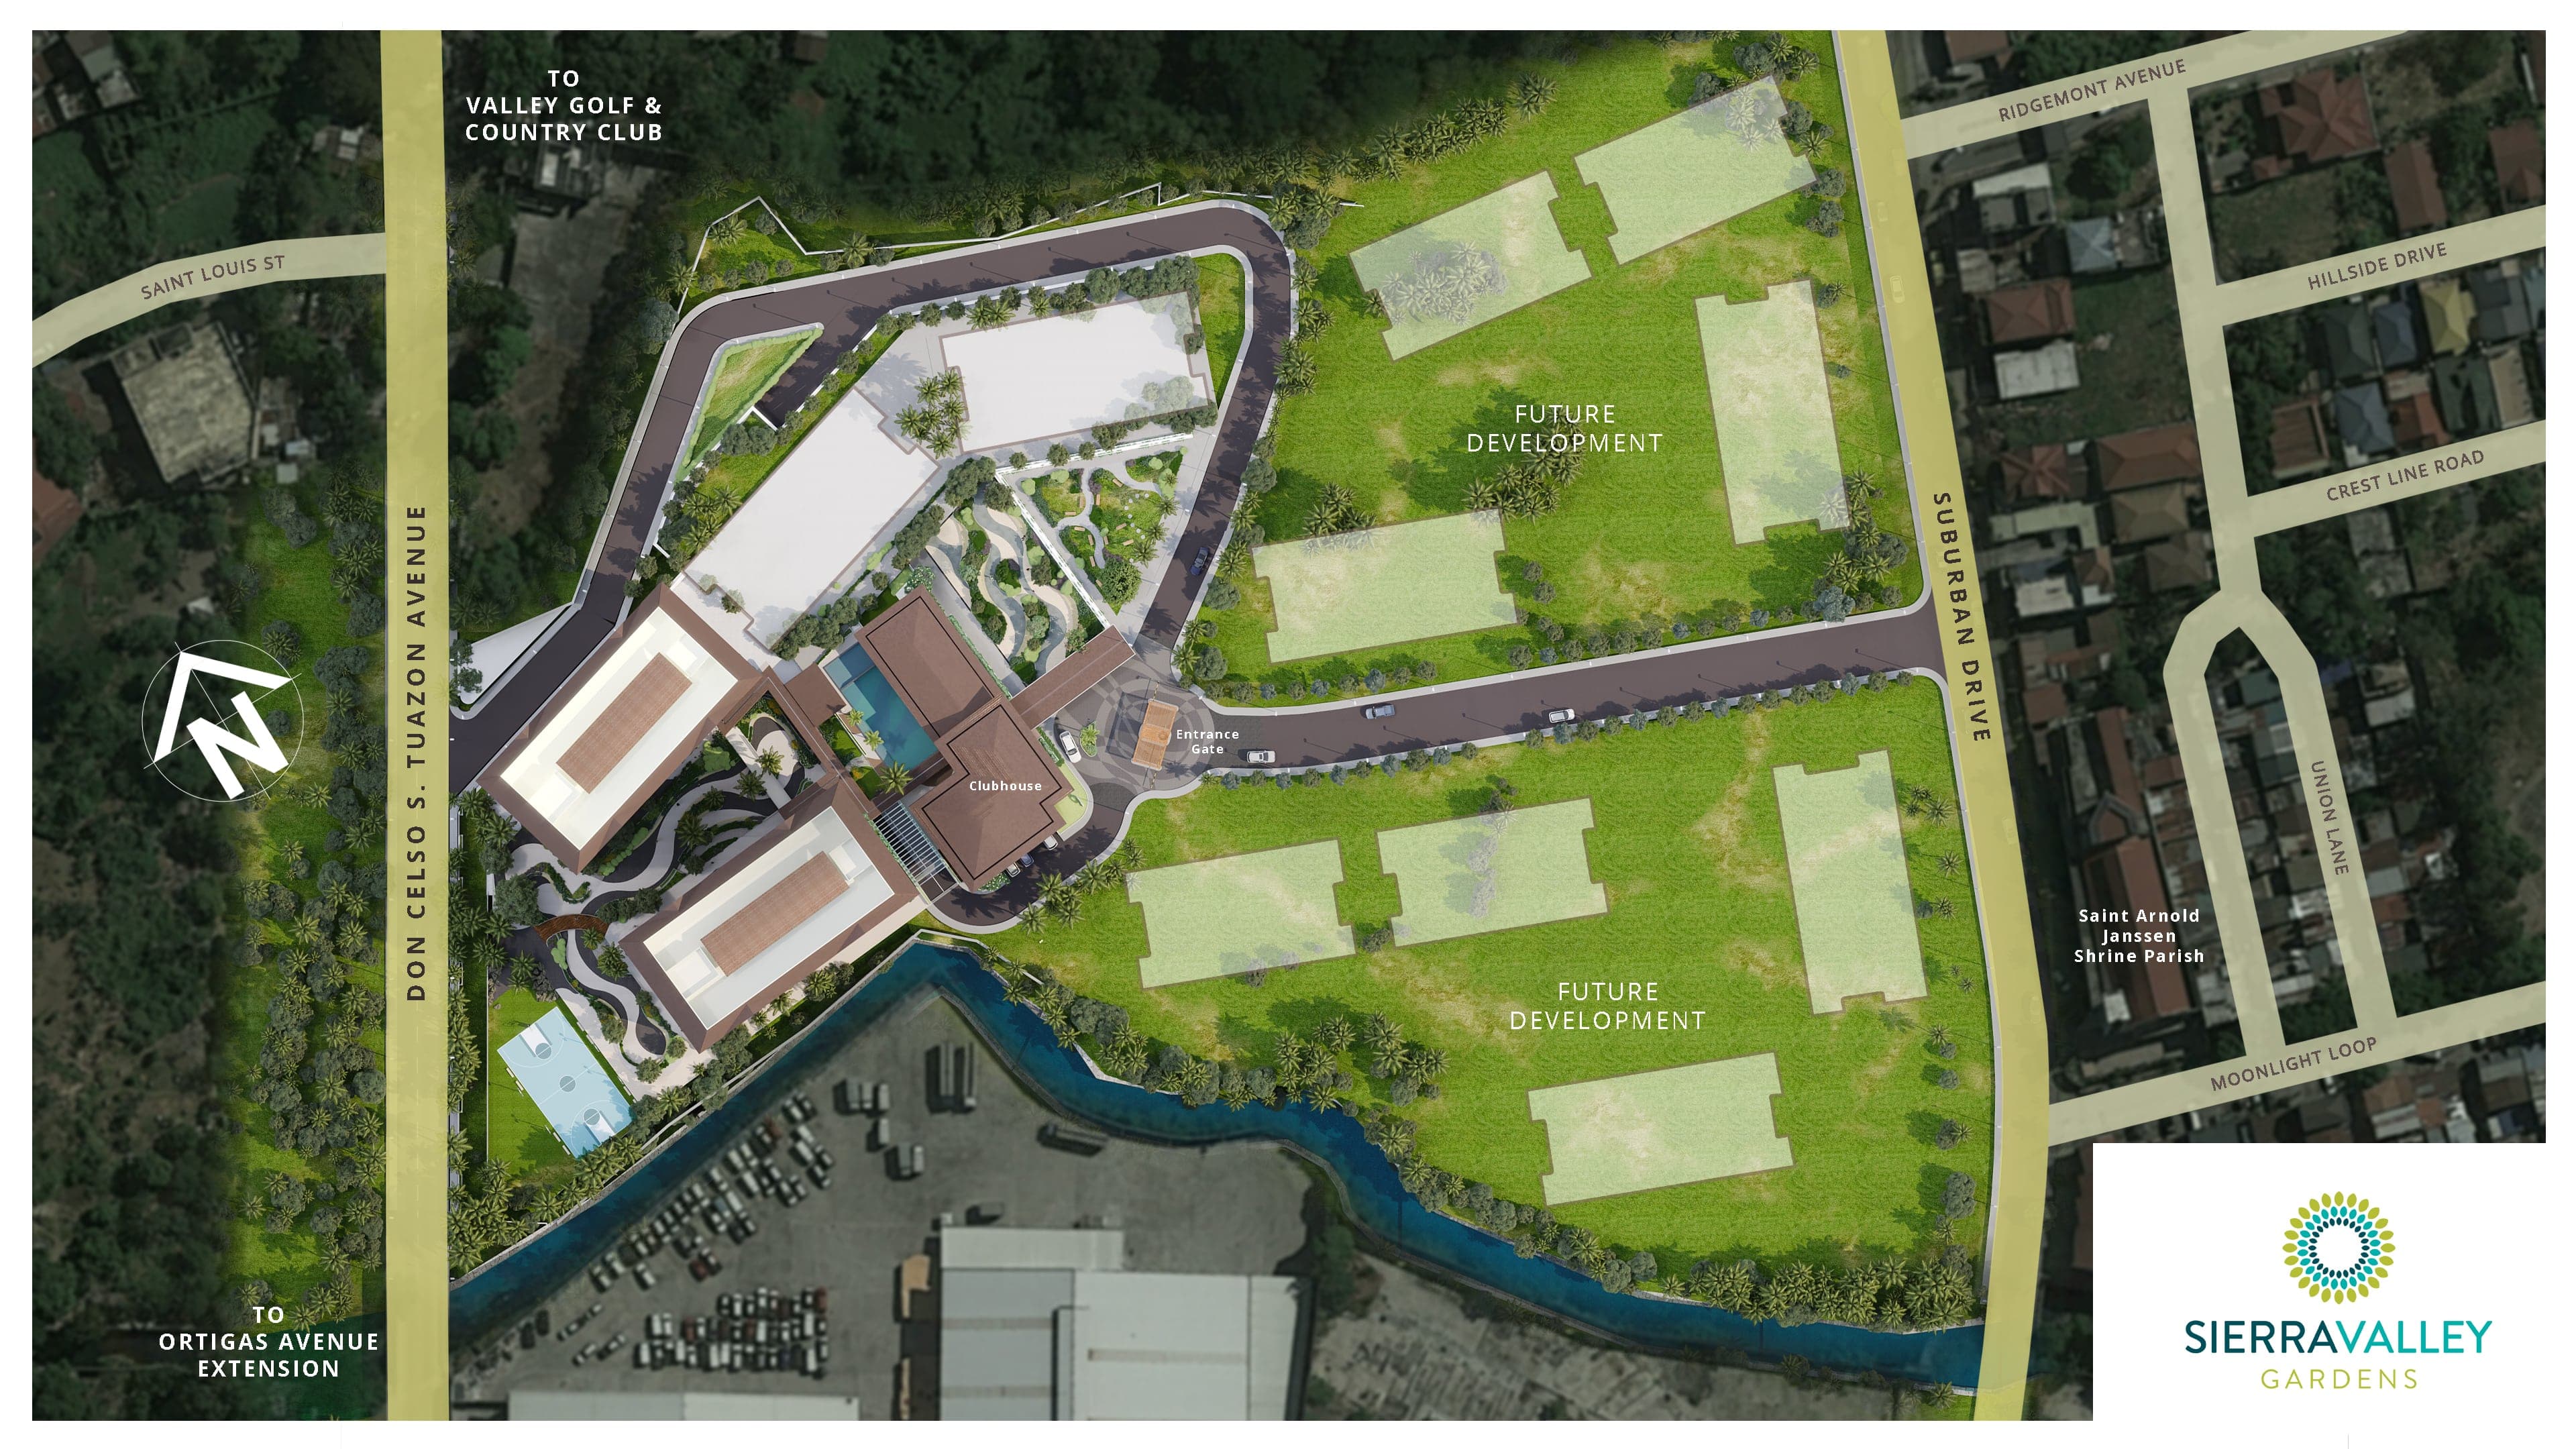 TO
VALLEY GOLF &
COUNTRY CLUB
RIDGEMONT AVENUE
SAINT LOUIS ST
HILLSIDE DRIVE
FUTURE
DEVELOPMENT
CREST LINE ROAD
SUBURBAN DRIVE
DON CELSO S. TUAZON AVENUE
N
Entrance
Gate
Clubhouse
UNION LANE
Saint Arnold
Janssen
Shrine Parish
FUTURE
DEVELOPMENT
MOONLIGHT LOOP
TO
ORTIGAS AVENUE
EXTENSION
SIERRAVALLEY
GARDENS